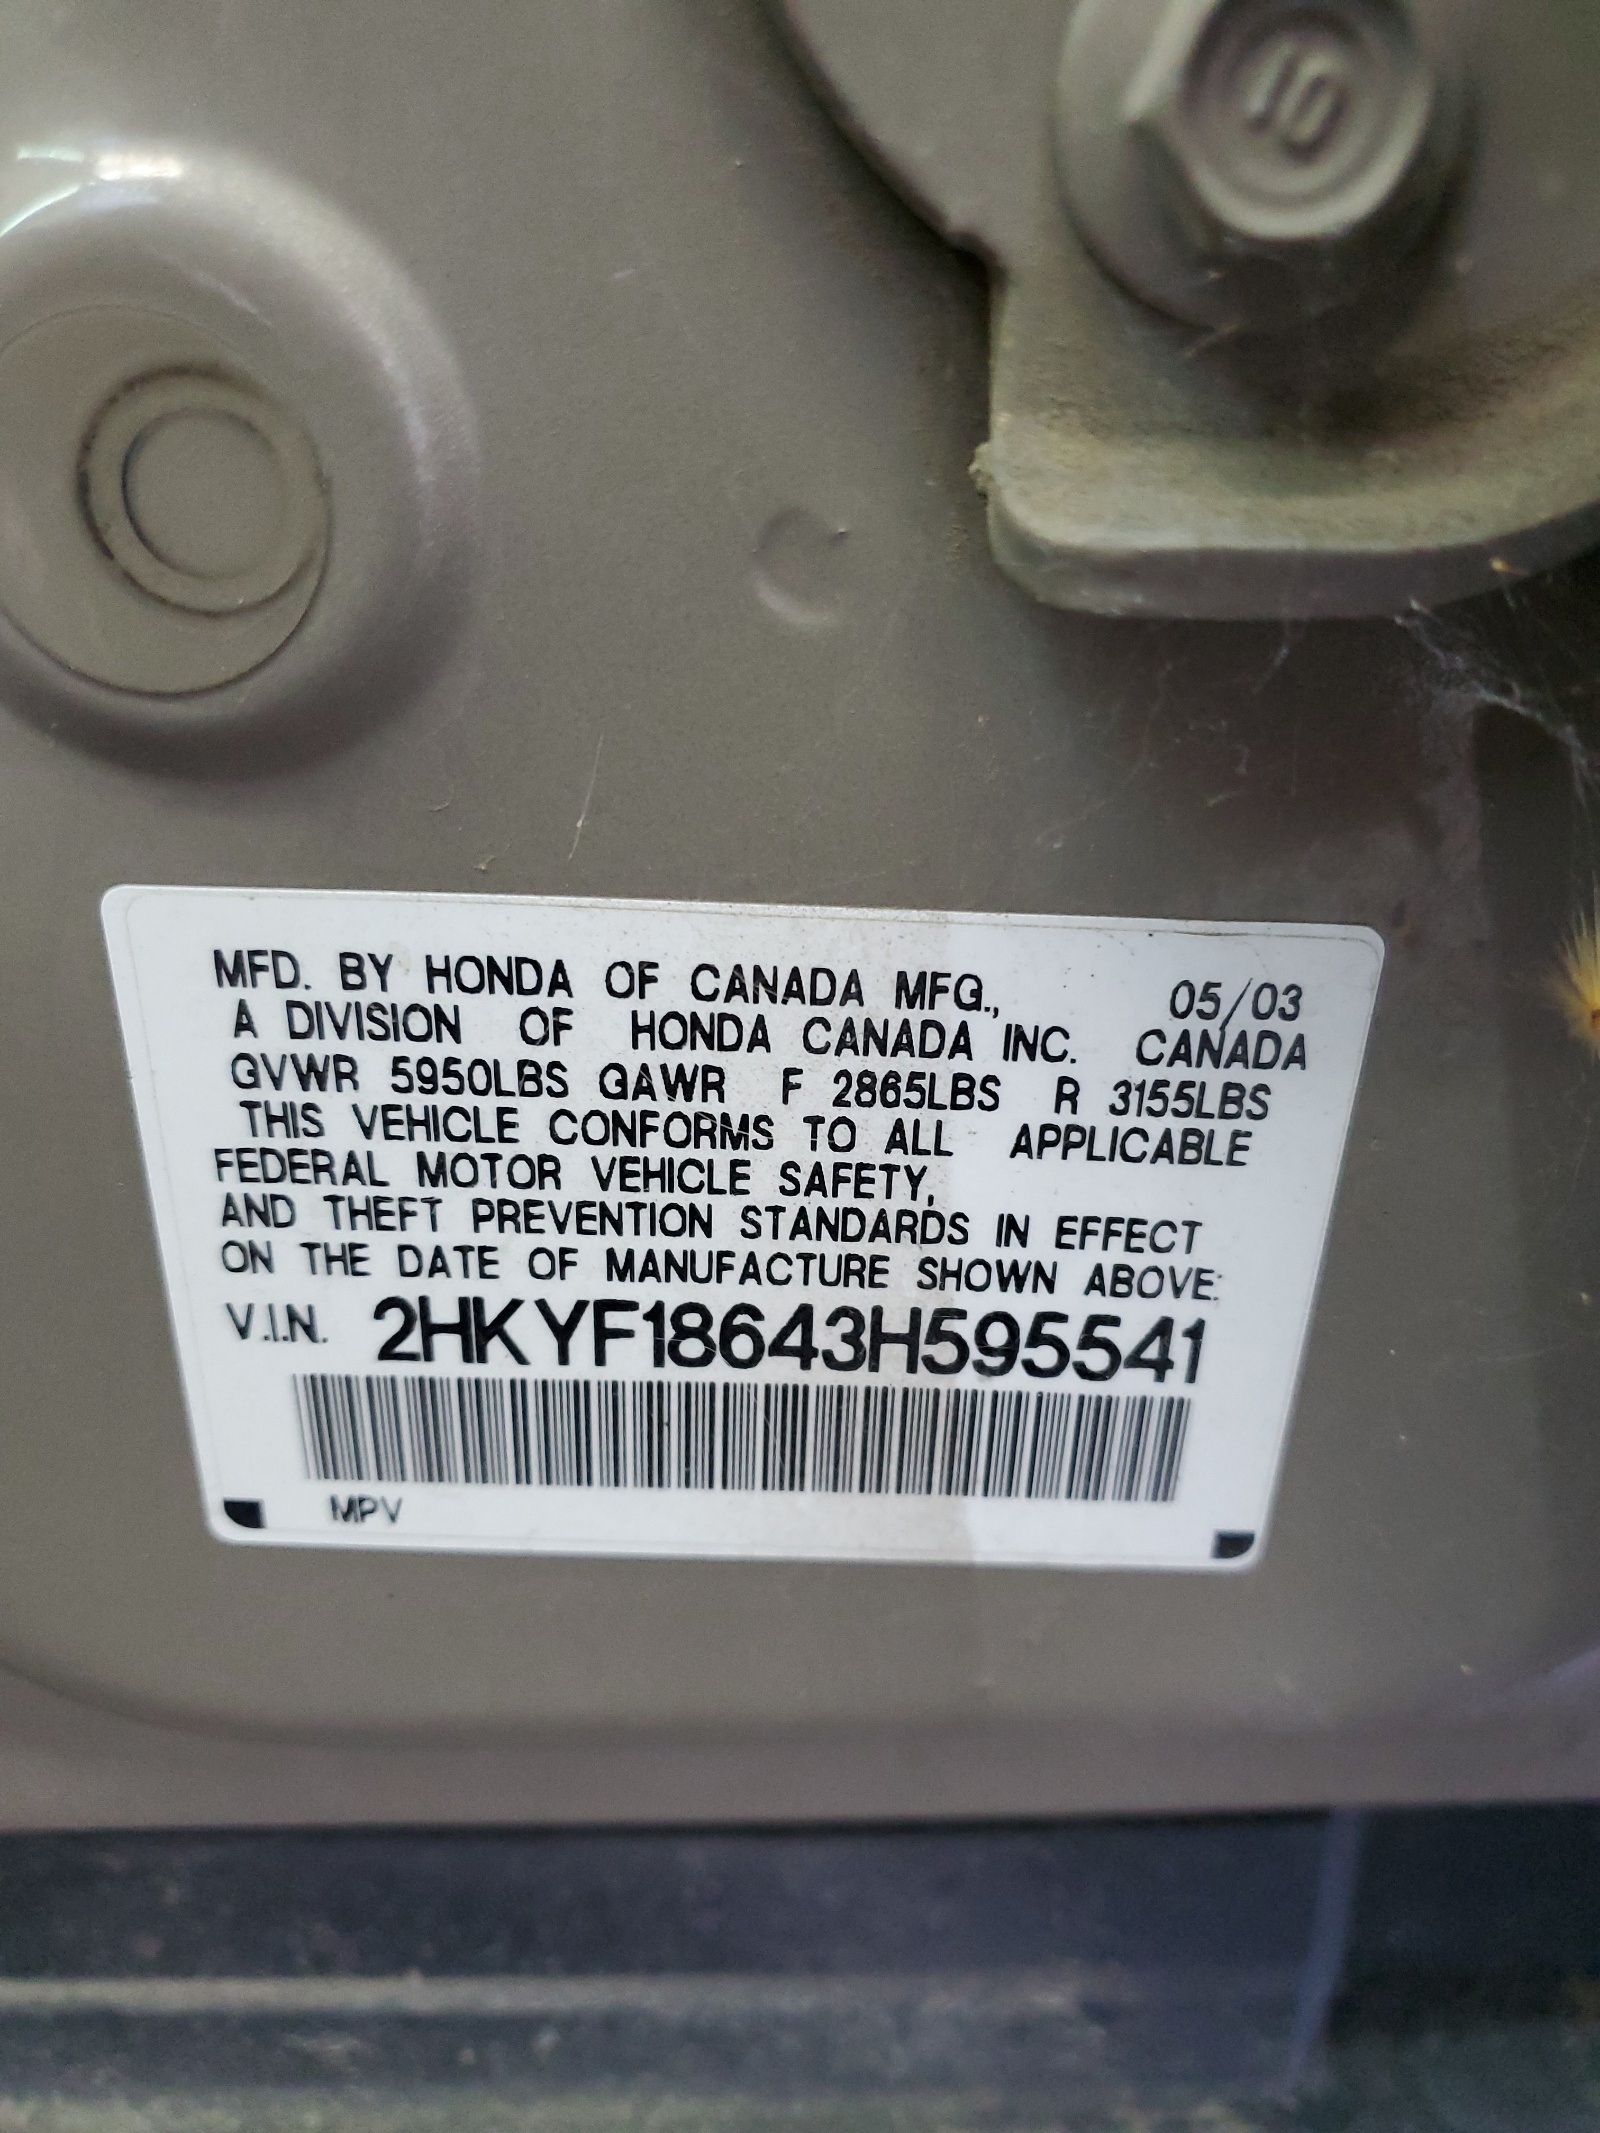 10
MFD. BY HONDA OF CANADA MFG., 05/03
A DIVISION OF HONDA CANADA INC. CANADA
GVWR 5950LBS GAWR F 2865LBS R 3155LBS
THIS VEHICLE CONFORMS TO ALL APPLICABLE
FEDERAL MOTOR VEHICLE SAFETY,
AND THEFT PREVENTION STANDARDS IN EFFECT
ON THE DATE OF MANUFACTURE SHOWN ABOVE:
V.I.N. 2HKYF18643H595541
MPV